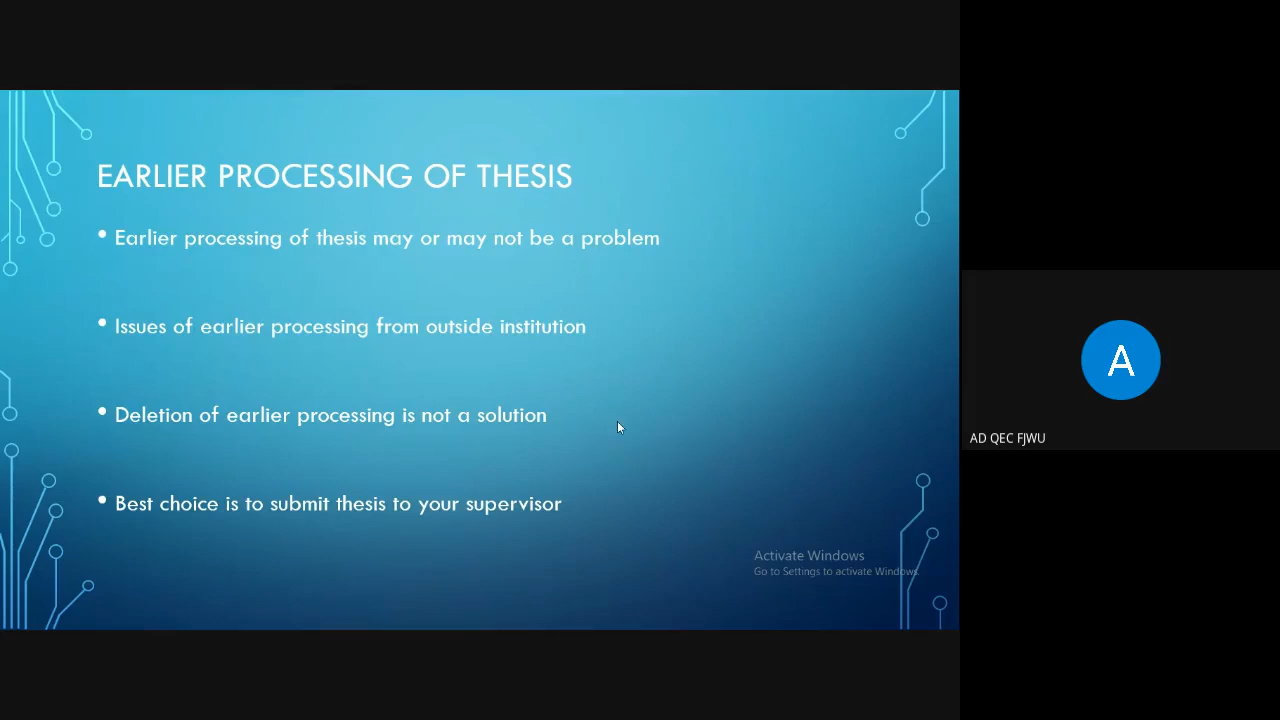 EARLIER PROCESSING OF THESIS
• Earlier processing of thesis may or may not be a problem
• Issues of earlier processing from outside institution
• Deletion of earlier processing is not a solution
• Best choice is to submit thesis to your supervisor
Activate Windows
Go to Settings to activate Windows.
A
AD QEC FJWU